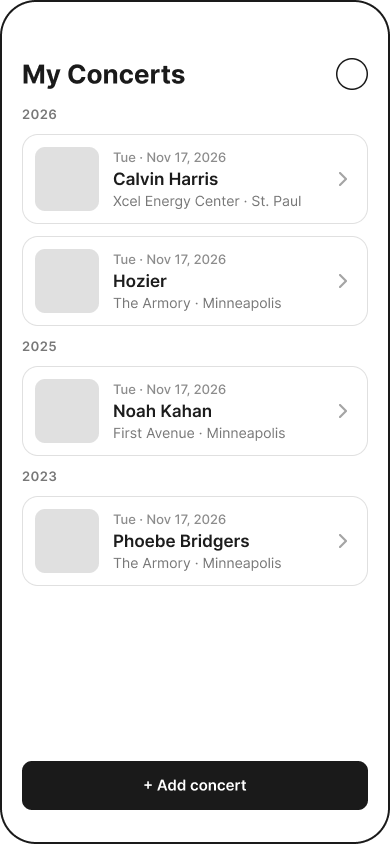 My Concerts
2026
Tue · Nov 17, 2026
Calvin Harris
Xcel Energy Center · St. Paul
Tue · Nov 17, 2026
Hozier
The Armory · Minneapolis
2025
Tue · Nov 17, 2026
Noah Kahan
First Avenue · Minneapolis
2023
Tue · Nov 17, 2026
Phoebe Bridgers
The Armory · Minneapolis
+ Add concert